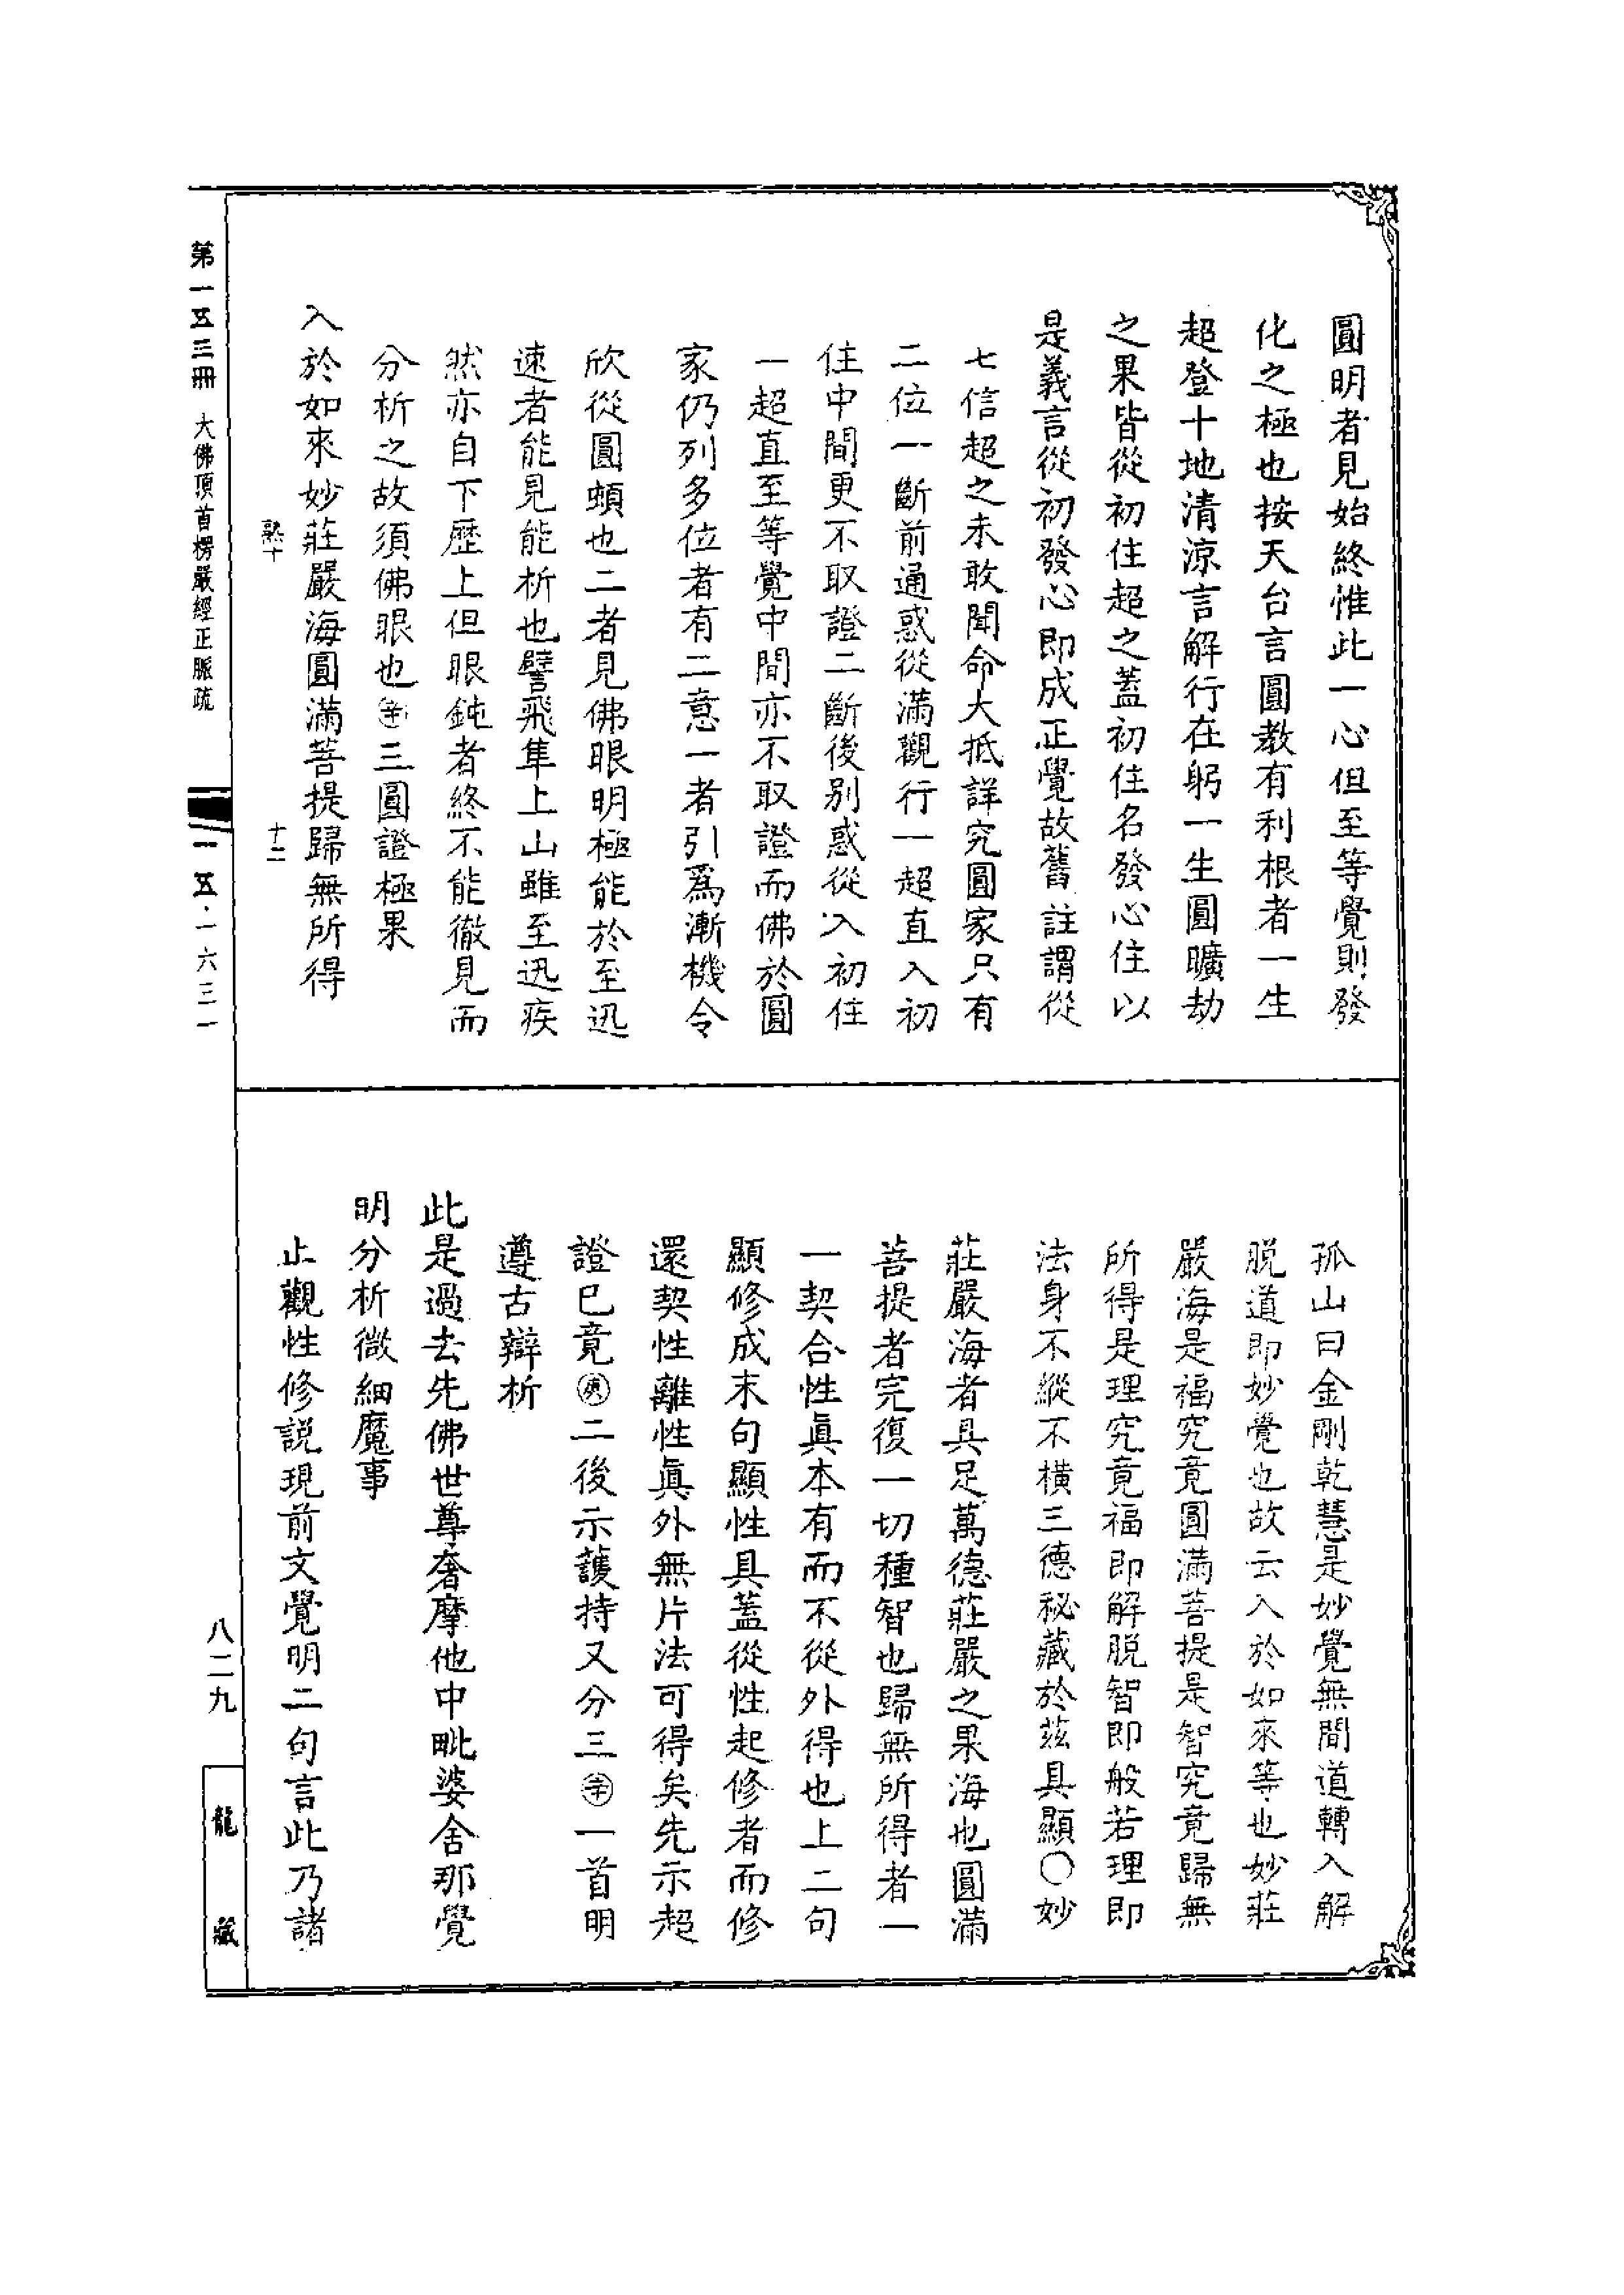 圓明者見始終惟此一心但至等覺則發
化之極也按天台言圓教有利根者一生
超登十地清涼言解行在躬一生圓曠劫
之果皆從初住超之蓋初住名發心住以
是義言從初發心即成正覺故舊註謂從
七信超之未敢聞命大抵詳究圓家只有
二位一斷前通惑從滿觀行一超直入初
住中間更不取證二斷後別惑從入初住
一超直至等覺中間亦不取證而佛於圓
家仍列多位者有二意一者引爲漸機令
欣從圓頓也二者見佛眼明極能於至迅
速者能見能析也譬飛隼上山雖至迅疾
然亦自下歷上但眼鈍者終不能徹見而
分析之故須佛眼也㊢三圓證極果
入於如來妙莊嚴海圓滿菩提歸無所得
熟十
十二
孤山曰金剛乾慧是妙覺無間道轉入解
脱道即妙覺也故云入於如來等也妙莊
嚴海是福究竟圓滿菩提是智究竟歸無
所得是理究竟福即解脱智即般若理即
法身不縱不橫三德秘藏於茲具顯〇妙
莊嚴海者具足萬德莊嚴之果海也圓滿
菩提者完復一切種智也歸無所得者一
一契合性眞本有而不從外得也上二句
顯修成末句顯性具蓋從性起修者而修
還契性離性眞外無片法可得矣先示超
證巳竟庚二後示護持又分三辛一首明
遵古辯析
此是過去先佛世尊奢摩他中毗婆舍那覺
明分析微細魔事
止觀性修説現前文覺明二句言此乃諸
第一五三冊 大佛頂首楞嚴經正脈疏
一五·一六三一
八二九
龍藏